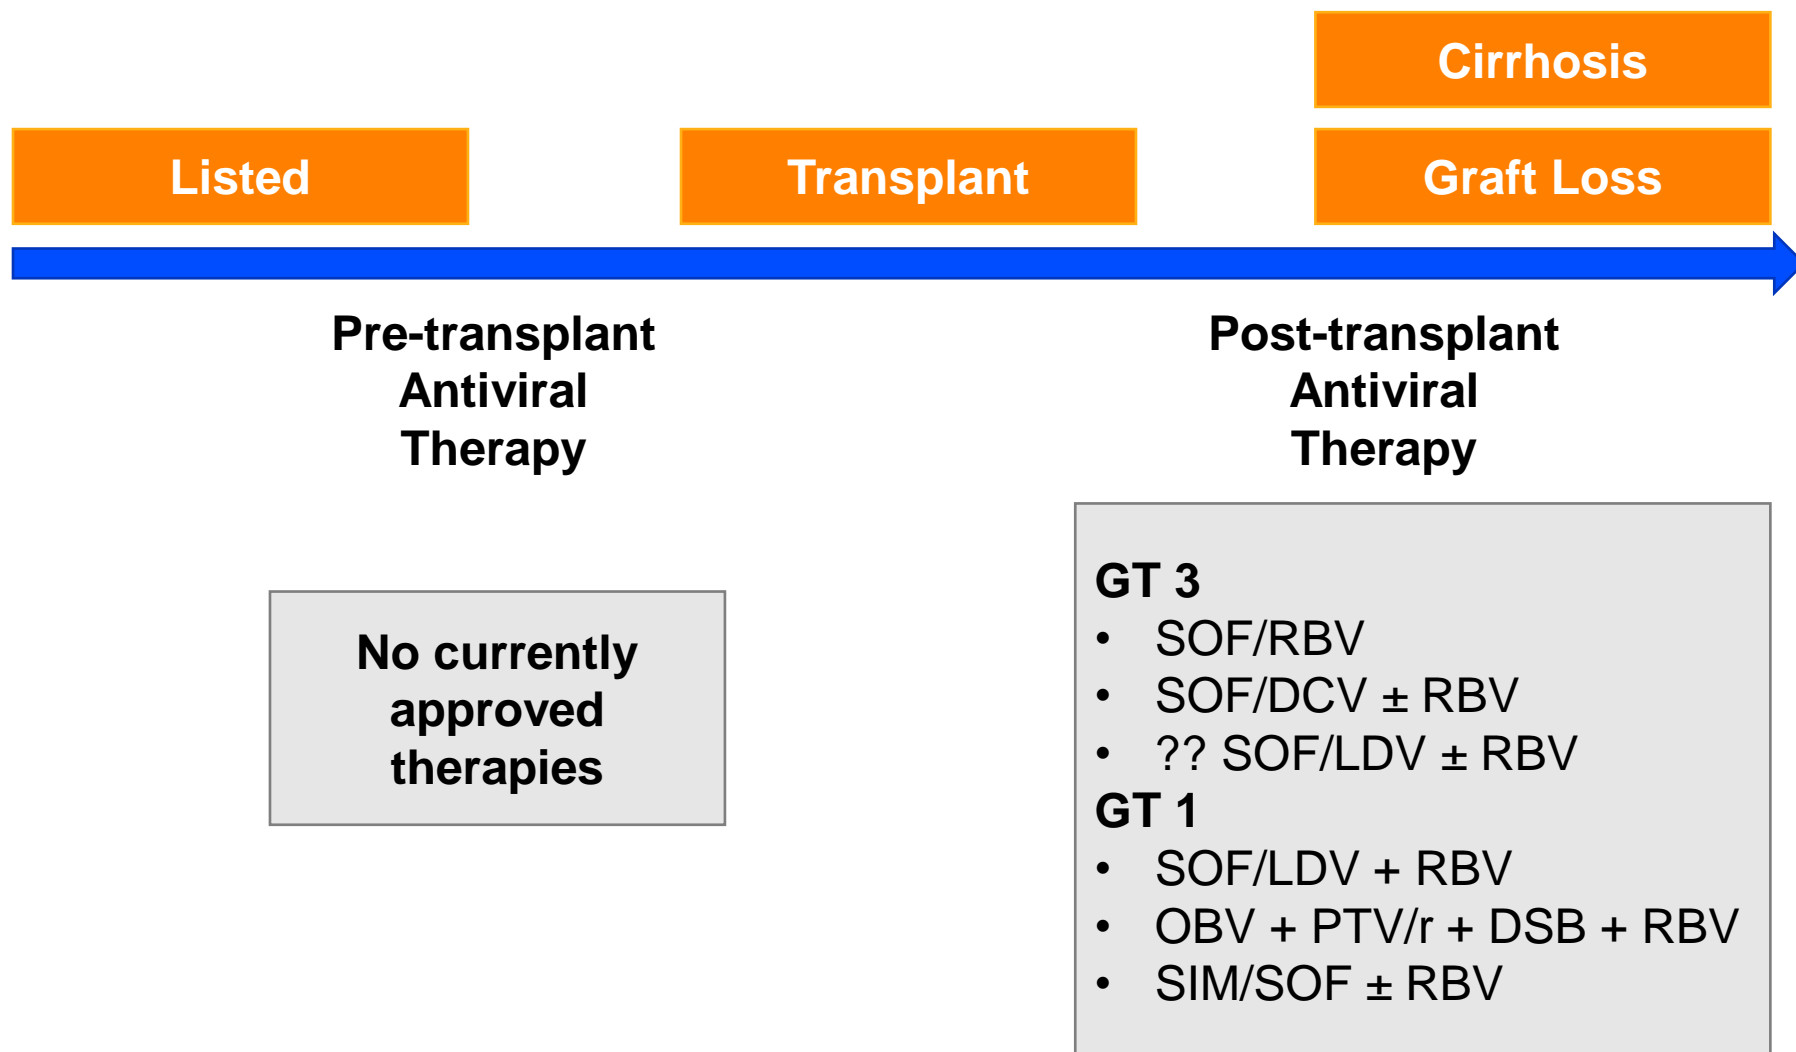 Cirrhosis
Listed
Transplant
Graft Loss
Pre-transplant
Antiviral
Therapy
Post-transplant
Antiviral
Therapy
No currently
approved
therapies
GT 3
• SOF/RBV
• SOF/DCV ± RBV
• ?? SOF/LDV ± RBV
GT 1
• SOF/LDV + RBV
• OBV + PTV/r + DSB + RBV
• SIM/SOF ± RBV